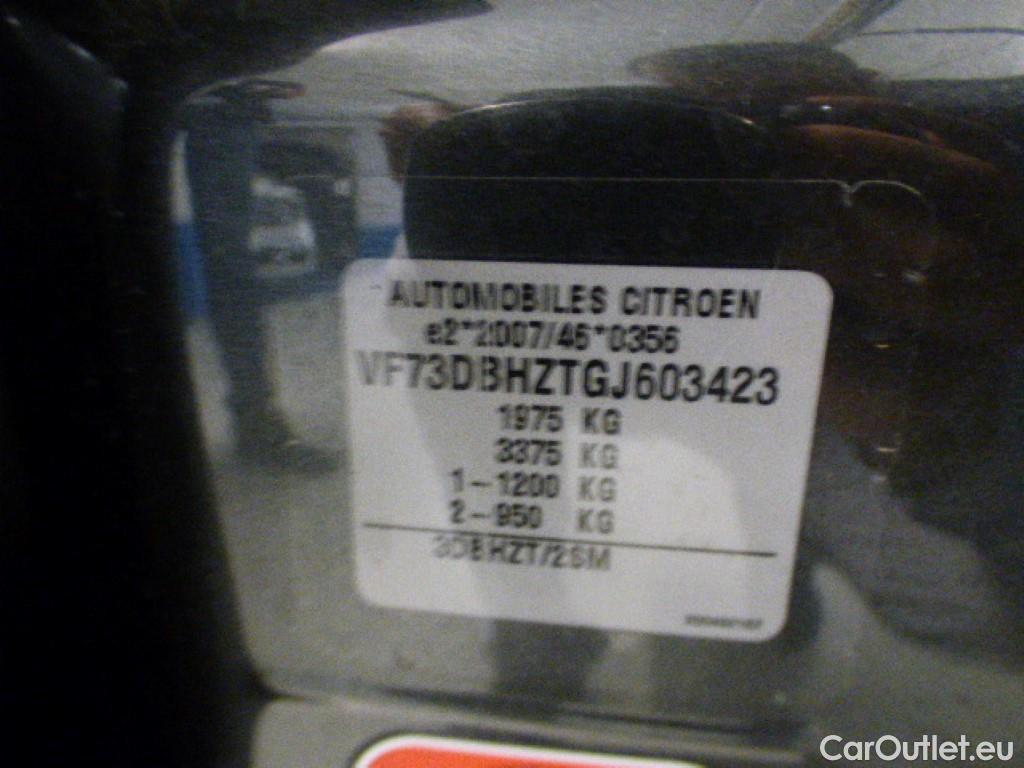 AUTOMOBILES CITROEN
e2*2007/46*0356
VF73DBHZTGJ603423
1975 KG
3375 KG
1-1200 KG
2-950 KG
3DBHZT/2SM
CarOutlet.eu